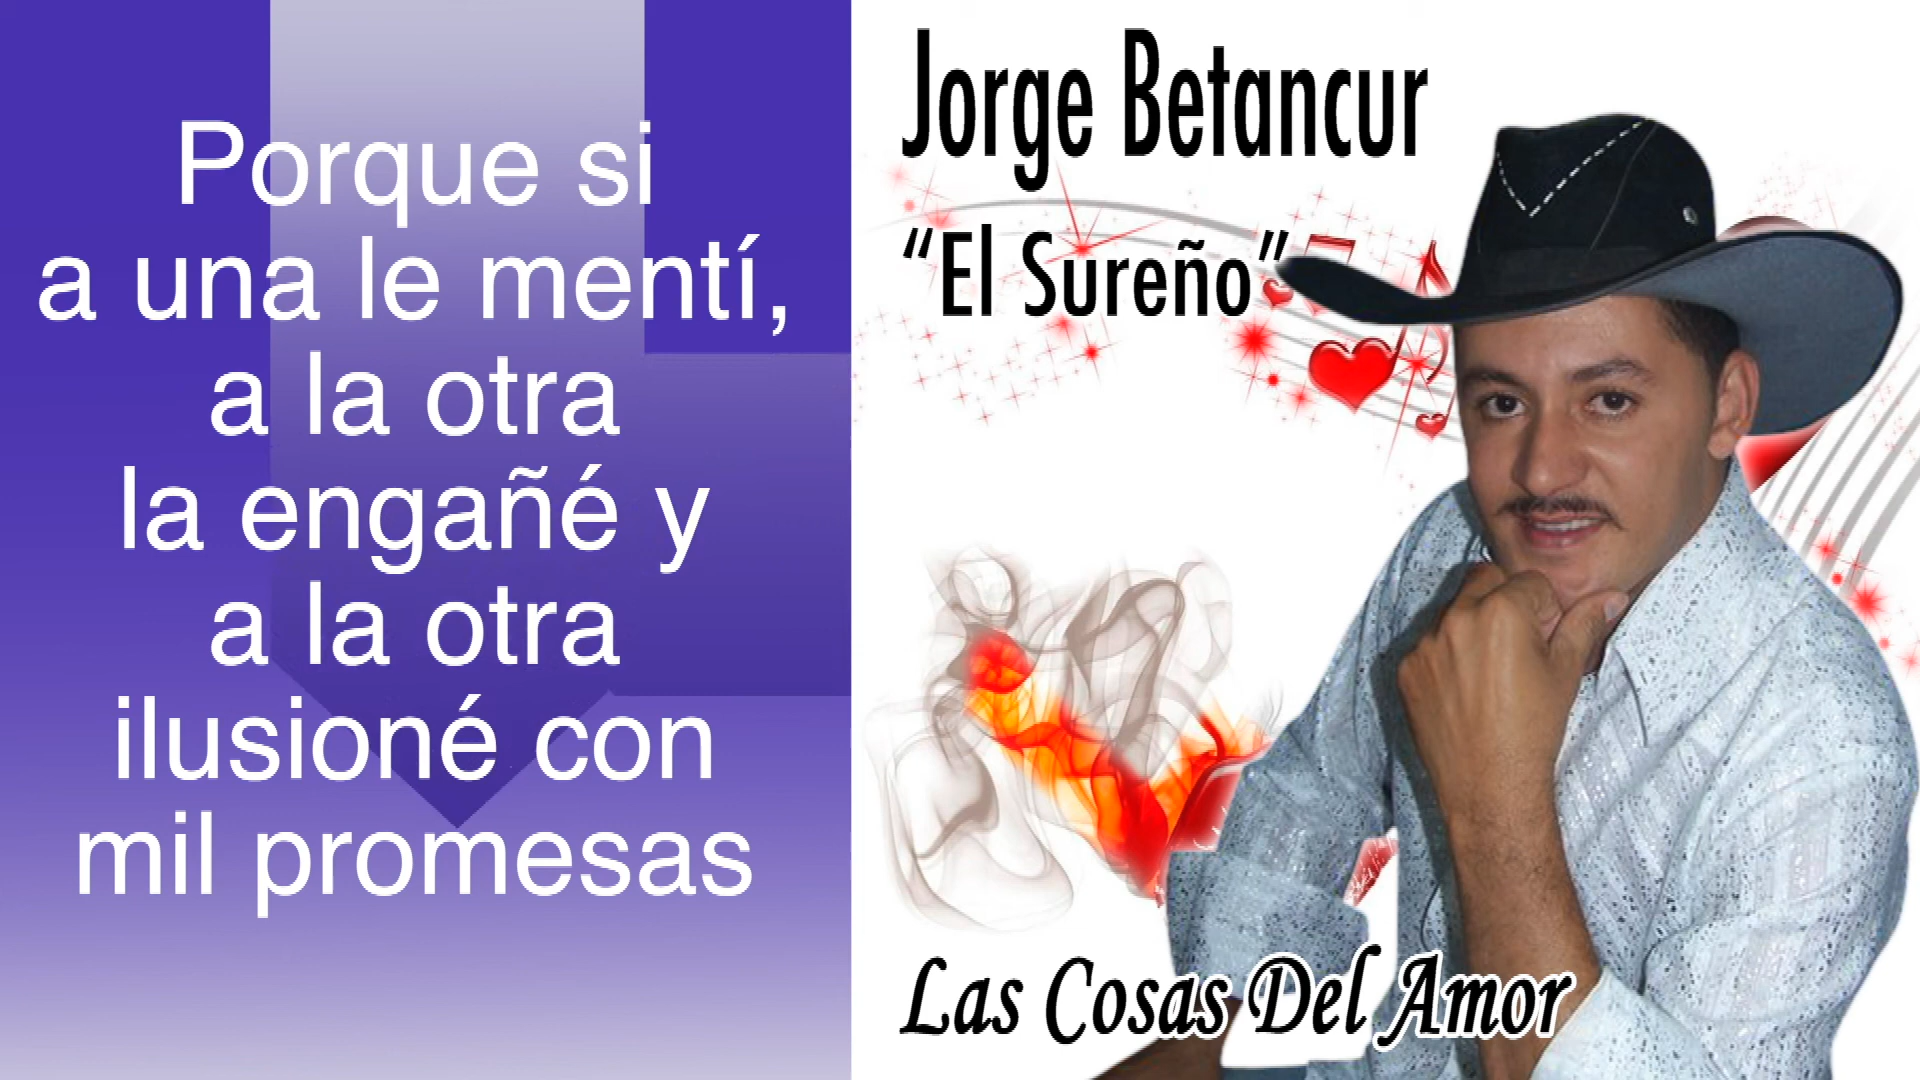 Porque si
a una le mentí,
a la otra
la engañé y
a la otra
ilusioné con
mil promesas
Jorge Betancur
“El Sureño”
Las Cosas Del Amor